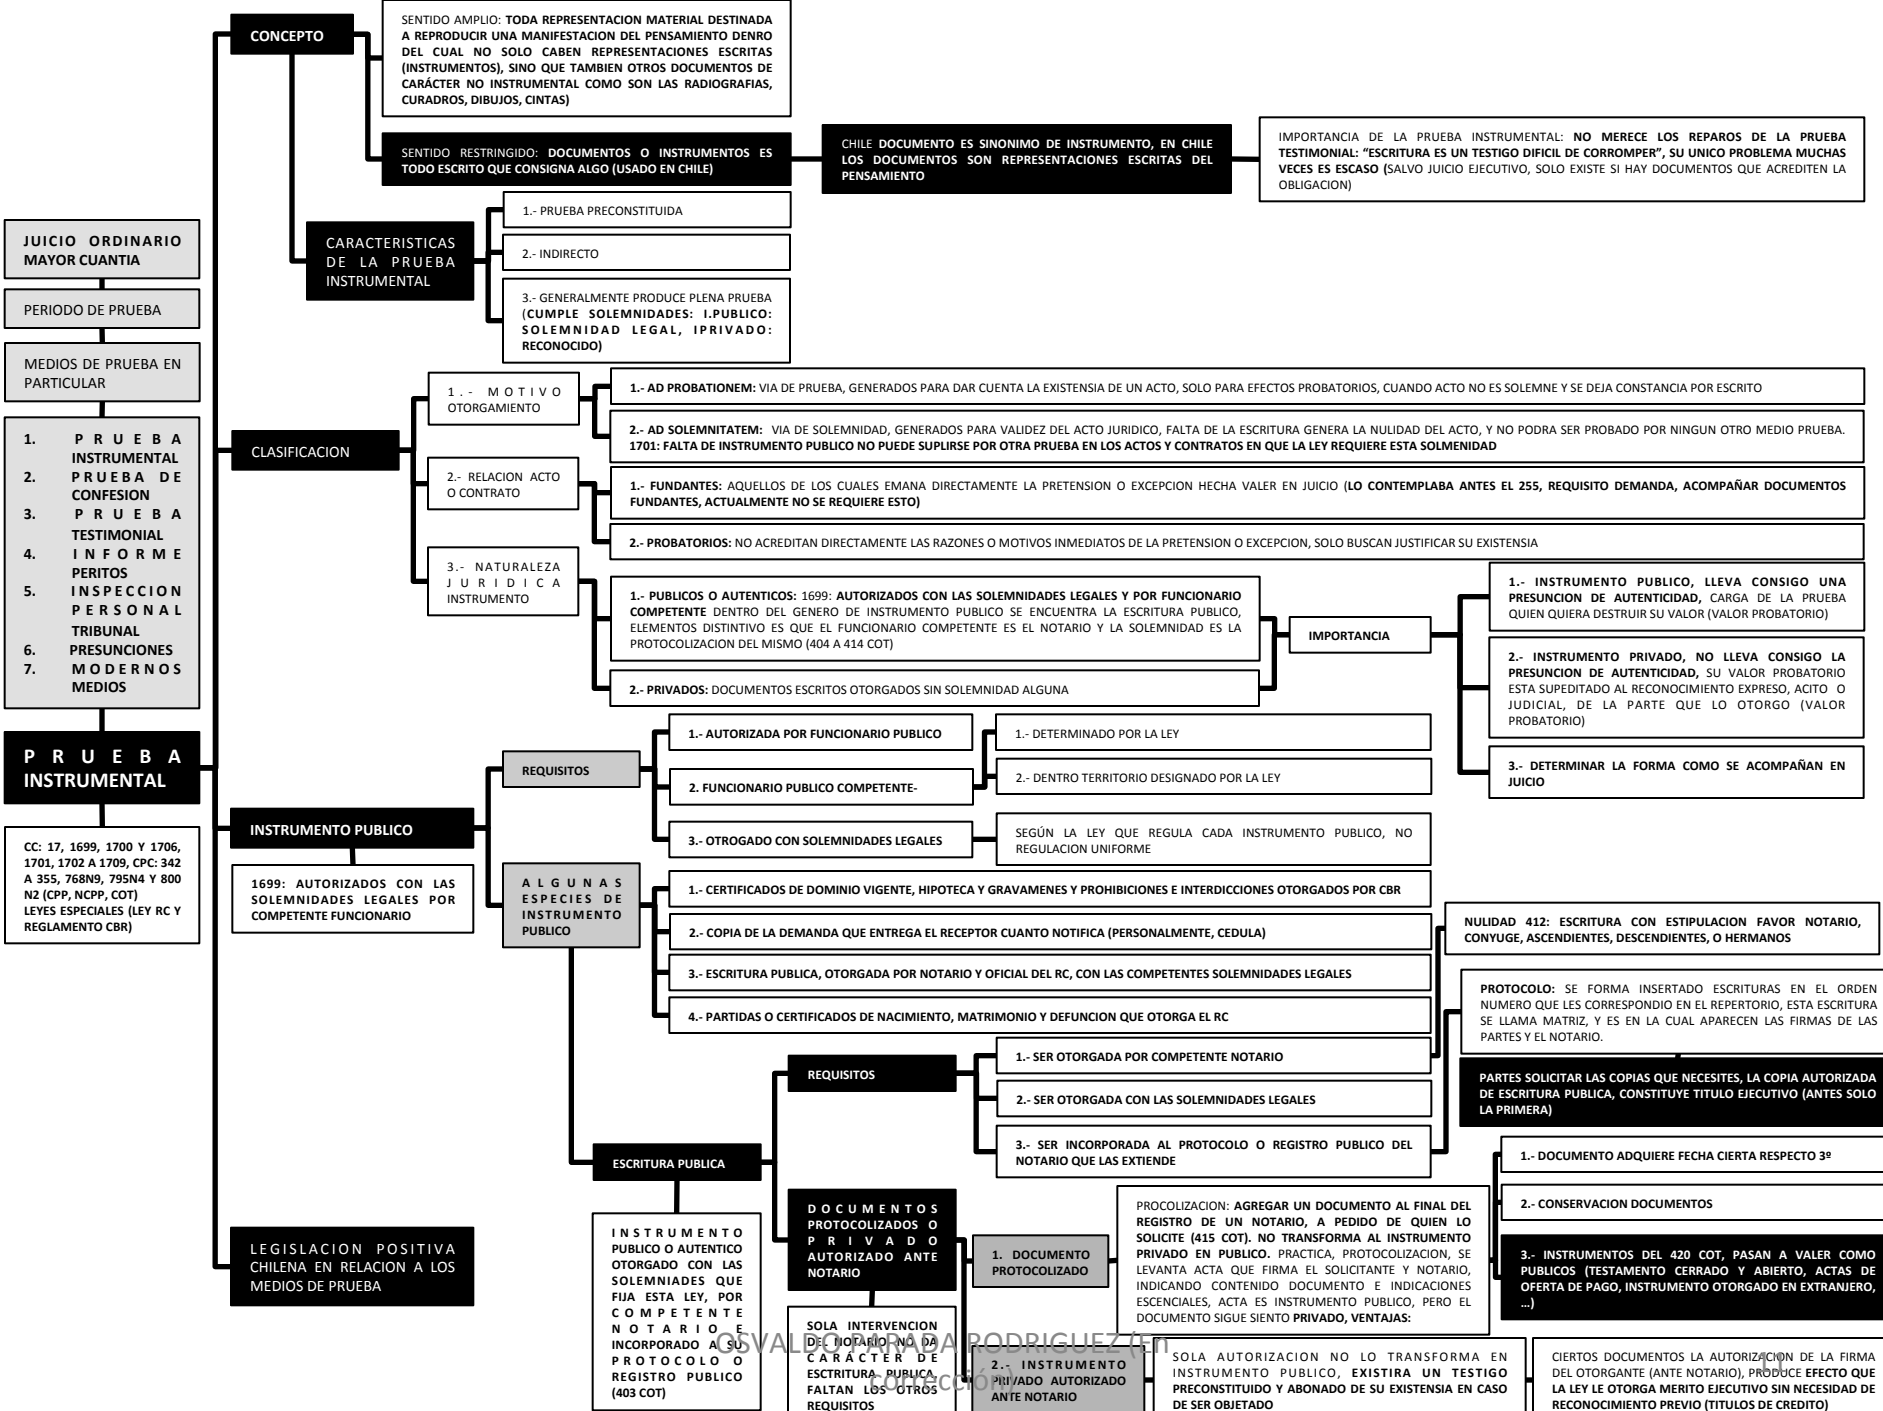 CONCEPTO
SENTIDO AMPLIO: TODA REPRESENTACION MATERIAL DESTINADA
A REPRODUCIR UNA MANIFESTACION DEL PENSAMIENTO DENRO
DEL CUAL NO SOLO CABEN REPRESENTACIONES ESCRITAS
(INSTRUMENTOS), SINO QUE TAMBIEN OTROS DOCUMENTOS DE
CARÁCTER NO INSTRUMENTAL COMO SON LAS RADIOGRAFIAS,
CURADROS, DIBUJOS, CINTAS)
SENTIDO RESTRINGIDO: DOCUMENTOS O INSTRUMENTOS ES
TODO ESCRITO QUE CONSIGNA ALGO (USADO EN CHILE)
CHILE DOCUMENTO ES SINONIMO DE INSTRUMENTO, EN CHILE
LOS DOCUMENTOS SON REPRESENTACIONES ESCRITAS DEL
PENSAMIENTO
IMPORTANCIA DE LA PRUEBA INSTRUMENTAL: NO MERECE LOS REPAROS DE LA PRUEBA
TESTIMONIAL: “ESCRITURA ES UN TESTIGO DIFICIL DE CORROMPER”, SU UNICO PROBLEMA MUCHAS
VECES ES ESCASO (SALVO JUICIO EJECUTIVO, SOLO EXISTE SI HAY DOCUMENTOS QUE ACREDITEN LA
OBLIGACION)
CARACTERISTICAS
DE LA PRUEBA
INSTRUMENTAL
1.- PRUEBA PRECONSTITUIDA
2.- INDIRECTO
3.- GENERALMENTE PRODUCE PLENA PRUEBA
(CUMPLE SOLEMNIDADES: I.PUBLICO:
SOLEMNIDAD LEGAL, IPRIVADO:
RECONOCIDO)
JUICIO ORDINARIO
MAYOR CUANTIA
PERIODO DE PRUEBA
MEDIOS DE PRUEBA EN
PARTICULAR
1. PRUEBA
INSTRUMENTAL
2. PRUEBA DE
CONFESION
3. PRUEBA
TESTIMONIAL
4. INFORME
PERITOS
5. INSPECCION
PERSONAL
TRIBUNAL
6. PRESUNCIONES
7. MODERNOS
MEDIOS
PRUEBA
INSTRUMENTAL
CC: 17, 1699, 1700 Y 1706,
1701, 1702 A 1709, CPC: 342
A 355, 768N9, 795N4 Y 800
N2 (CPP, NCPP, COT)
LEYES ESPECIALES (LEY RC Y
REGLAMENTO CBR)
CLASIFICACION
1.- MOTIVO
OTORGAMIENTO
1.- AD PROBATIONEM: VIA DE PRUEBA, GENERADOS PARA DAR CUENTA LA EXISTENSIA DE UN ACTO, SOLO PARA EFECTOS PROBATORIOS, CUANDO ACTO NO ES SOLEMNE Y SE DEJA CONSTANCIA POR ESCRITO
2.- AD SOLEMNITATEM: VIA DE SOLEMNIDAD, GENERADOS PARA VALIDEZ DEL ACTO JURIDICO, FALTA DE LA ESCRITURA GENERA LA NULIDAD DEL ACTO, Y NO PODRA SER PROBADO POR NINGUN OTRO MEDIO PRUEBA.
1701: FALTA DE INSTRUMENTO PUBLICO NO PUEDE SUPLIRSE POR OTRA PRUEBA EN LOS ACTOS Y CONTRATOS EN QUE LA LEY REQUIERE ESTA SOLMENIDAD
2.- RELACION ACTO
O CONTRATO
1.- FUNDANTES: AQUELLOS DE LOS CUALES EMANA DIRECTAMENTE LA PRETENSION O EXCEPCION HECHA VALER EN JUICIO (LO CONTEMPLABA ANTES EL 255, REQUISITO DEMANDA, ACOMPAÑAR DOCUMENTOS
FUNDANTES, ACTUALMENTE NO SE REQUIERE ESTO)
2.- PROBATORIOS: NO ACREDITAN DIRECTAMENTE LAS RAZONES O MOTIVOS INMEDIATOS DE LA PRETENSION O EXCEPCION, SOLO BUSCAN JUSTIFICAR SU EXISTENSIA
3.- NATURALEZA
JURIDICA
INSTRUMENTO
1.- PUBLICOS O AUTENTICOS: 1699: AUTORIZADOS CON LAS SOLEMNIDADES LEGALES Y POR FUNCIONARIO
COMPETENTE DENTRO DEL GENERO DE INSTRUMENTO PUBLICO SE ENCUENTRA LA ESCRITURA PUBLICO,
ELEMENTOS DISTINTIVO ES QUE EL FUNCIONARIO COMPETENTE ES EL NOTARIO Y LA SOLEMNIDAD ES LA
PROTOCOLIZACION DEL MISMO (404 A 414 COT)
2.- PRIVADOS: DOCUMENTOS ESCRITOS OTORGADOS SIN SOLEMNIDAD ALGUNA
IMPORTANCIA
1.- INSTRUMENTO PUBLICO, LLEVA CONSIGO UNA
PRESUNCION DE AUTENTICIDAD, CARGA DE LA PRUEBA
QUIEN QUIERA DESTRUIR SU VALOR (VALOR PROBATORIO)
2.- INSTRUMENTO PRIVADO, NO LLEVA CONSIGO LA
PRESUNCION DE AUTENTICIDAD, SU VALOR PROBATORIO
ESTA SUPEDITADO AL RECONOCIMIENTO EXPRESO, ACITO O
JUDICIAL, DE LA PARTE QUE LO OTORGO (VALOR
PROBATORIO)
3.- DETERMINAR LA FORMA COMO SE ACOMPAÑAN EN
JUICIO
INSTRUMENTO PUBLICO
1699: AUTORIZADOS CON LAS
SOLEMNIDADES LEGALES POR
COMPETENTE FUNCIONARIO
REQUISITOS
1.- AUTORIZADA POR FUNCIONARIO PUBLICO
2. FUNCIONARIO PUBLICO COMPETENTE-
1.- DETERMINADO POR LA LEY
2.- DENTRO TERRITORIO DESIGNADO POR LA LEY
3.- OTROGADO CON SOLEMNIDADES LEGALES
SEGÚN LA LEY QUE REGULA CADA INSTRUMENTO PUBLICO, NO
REGULACION UNIFORME
ALGUNAS
ESPECIES DE
INSTRUMENTO
PUBLICO
1.- CERTIFICADOS DE DOMINIO VIGENTE, HIPOTECA Y GRAVAMENES Y PROHIBICIONES E INTERDICCIONES OTORGADOS POR CBR
2.- COPIA DE LA DEMANDA QUE ENTREGA EL RECEPTOR CUANTO NOTIFICA (PERSONALMENTE, CEDULA)
3.- ESCRITURA PUBLICA, OTORGADA POR NOTARIO Y OFICIAL DEL RC, CON LAS COMPETENTES SOLEMNIDADES LEGALES
4.- PARTIDAS O CERTIFICADOS DE NACIMIENTO, MATRIMONIO Y DEFUNCION QUE OTORGA EL RC
ESCRITURA PUBLICA
INSTRUMENTO
PUBLICO O AUTENTICO
OTORGADO CON LAS
SOLEMNIADES QUE
FIJA ESTA LEY, POR
COMPETENTE
NOTARIO E
INCORPORADO A SU
PROTOCOLO O
REGISTRO PUBLICO
(403 COT)
REQUISITOS
1.- SER OTORGADA POR COMPETENTE NOTARIO
2.- SER OTORGADA CON LAS SOLEMNIDADES LEGALES
3.- SER INCORPORADA AL PROTOCOLO O REGISTRO PUBLICO DEL
NOTARIO QUE LAS EXTIENDE
NULIDAD 412: ESCRITURA CON ESTIPULACION FAVOR NOTARIO,
CONYUGE, ASCENDIENTES, DESCENDIENTES, O HERMANOS
PROTOCOLO: SE FORMA INSERTADO ESCRITURAS EN EL ORDEN
NUMERO QUE LES CORRESPONDIO EN EL REPERTORIO, ESTA ESCRITURA
SE LLAMA MATRIZ, Y ES EN LA CUAL APARECEN LAS FIRMAS DE LAS
PARTES Y EL NOTARIO.
PARTES SOLICITAR LAS COPIAS QUE NECESITES, LA COPIA AUTORIZADA
DE ESCRITURA PUBLICA, CONSTITUYE TITULO EJECUTIVO (ANTES SOLO
LA PRIMERA)
DOCUMENTOS
PROTOCOLIZADOS O
PRIVADO
AUTORIZADO ANTE
NOTARIO
SOLA INTERVENCION
DEL NOTARIO NO DA
CARÁCTER DE
ESCRITURA PUBLICA,
FALTAN LOS OTROS
REQUISITOS
1. DOCUMENTO
PROTOCOLIZADO
PROCOLIZACION: AGREGAR UN DOCUMENTO AL FINAL DEL
REGISTRO DE UN NOTARIO, A PEDIDO DE QUIEN LO
SOLICITE (415 COT). NO TRANSFORMA AL INSTRUMENTO
PRIVADO EN PUBLICO. PRACTICA, PROTOCOLIZACION, SE
LEVANTA ACTA QUE FIRMA EL SOLICITANTE Y NOTARIO,
INDICANDO CONTENIDO DOCUMENTO E INDICACIONES
ESCENCIALES, ACTA ES INSTRUMENTO PUBLICO, PERO EL
DOCUMENTO SIGUE SIENTO PRIVADO, VENTAJAS:
1.- DOCUMENTO ADQUIERE FECHA CIERTA RESPECTO 3º
2.- CONSERVACION DOCUMENTOS
3.- INSTRUMENTOS DEL 420 COT, PASAN A VALER COMO
PUBLICOS (TESTAMENTO CERRADO Y ABIERTO, ACTAS DE
OFERTA DE PAGO, INSTRUMENTO OTORGADO EN EXTRANJERO,
...)
2.- INSTRUMENTO
PRIVADO AUTORIZADO
ANTE NOTARIO
SOLA AUTORIZACION NO LO TRANSFORMA EN
INSTRUMENTO PUBLICO, EXISTIRA UN TESTIGO
PRECONSTITUIDO Y ABONADO DE SU EXISTENSIA EN CASO
DE SER OBJETADO
CIERTOS DOCUMENTOS LA AUTORIZACION DE LA FIRMA
DEL OTORGANTE (ANTE NOTARIO), PRODUCE EFECTO QUE
LA LEY LE OTORGA MERITO EJECUTIVO SIN NECESIDAD DE
RECONOCIMIENTO PREVIO (TITULOS DE CREDITO)
LEGISLACION POSITIVA
CHILENA EN RELACION A LOS
MEDIOS DE PRUEBA
OSVALDO PARADA RODRIGUEZ (En
corrección)
11